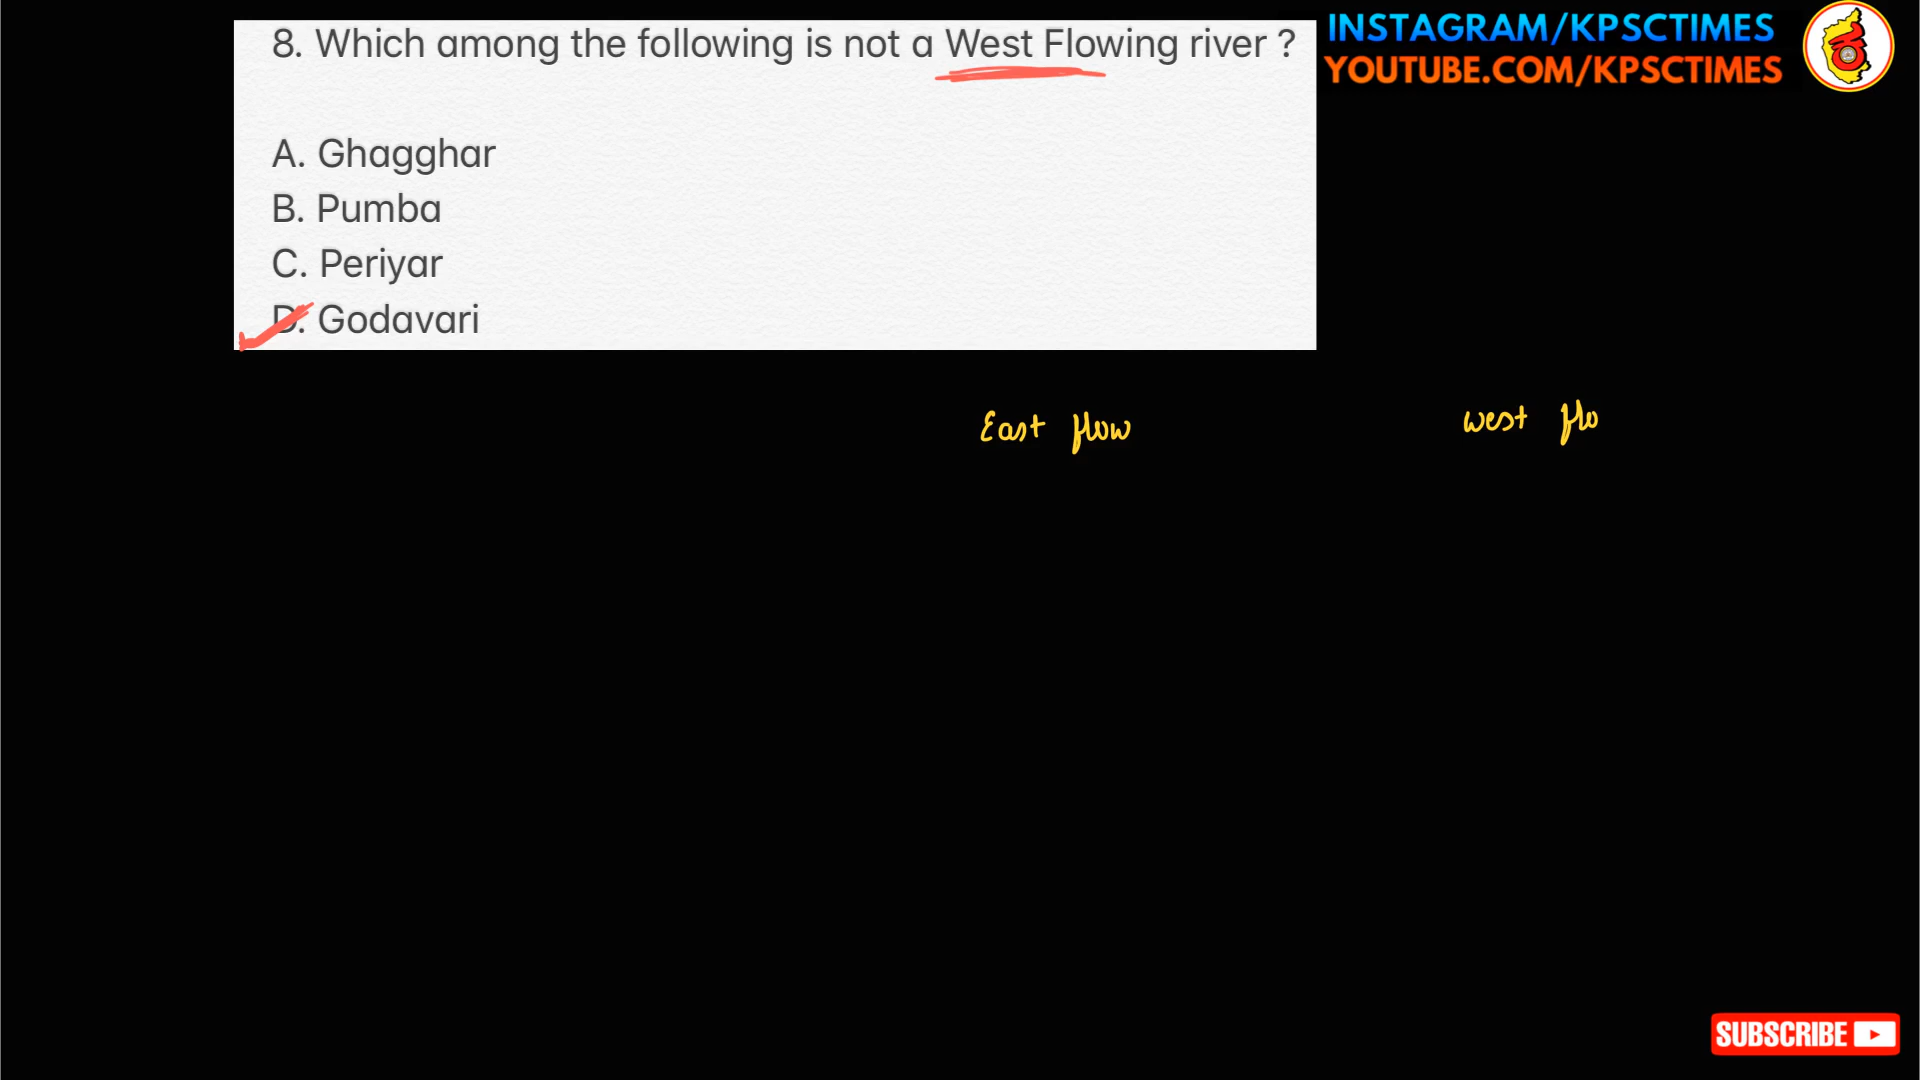 8. Which among the following is not a West Flowing river ?
A. Ghagghar
B. Pumba
C. Periyar
D. Godavari
INSTAGRAM/KPSCTIMES
YOUTUBE.COM/KPSCTIMES
East flow
west flo
SUBSCRIBE